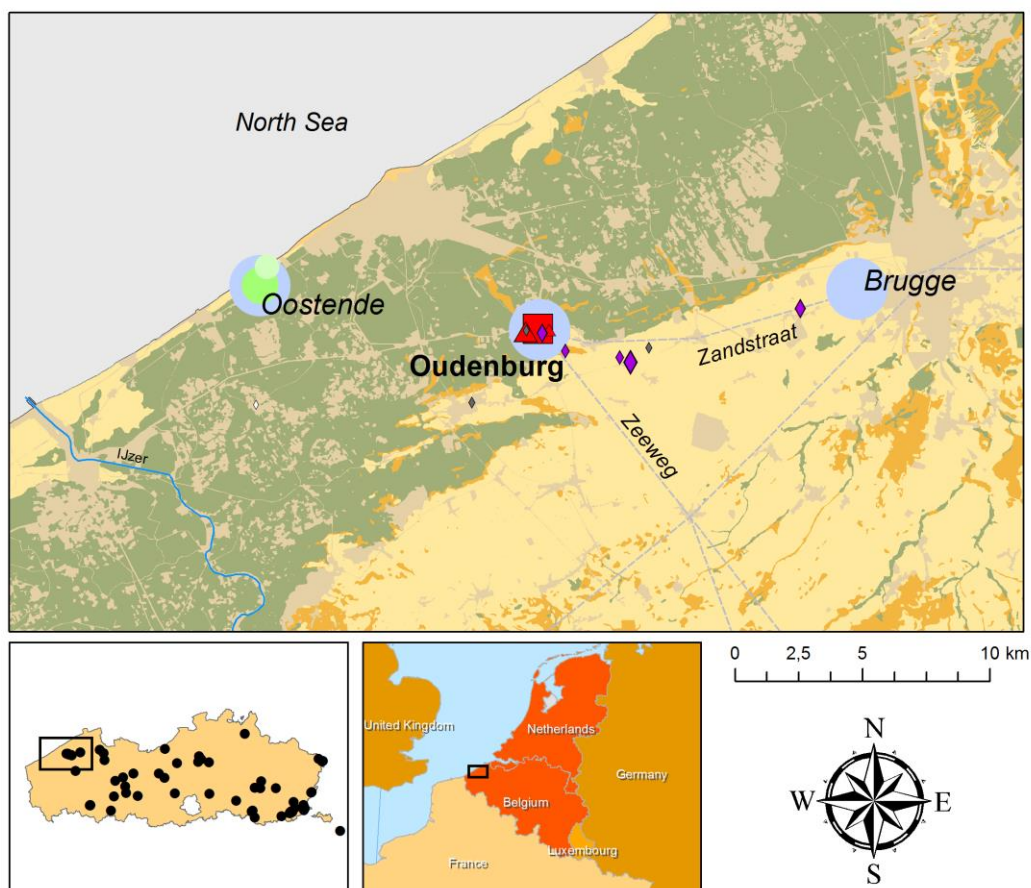 North Sea
Oostende
Brugge
Oudenburg
Zandstraat
Zeeweg
IJzer
United Kingdom
Netherlands
Germany
Belgium
Luxembourg
France
0 2,5 5 10 km
N
W E
S